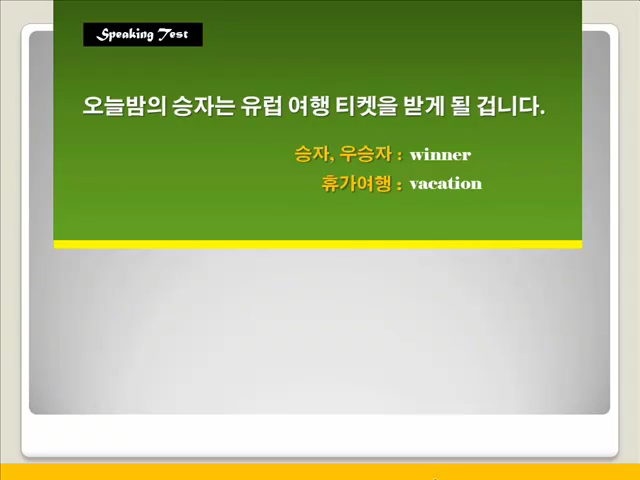 Speaking Test
오늘밤의 승자는 유럽 여행 티켓을 받게 될 겁니다.
승자, 우승자 : winner
휴가여행 : vacation